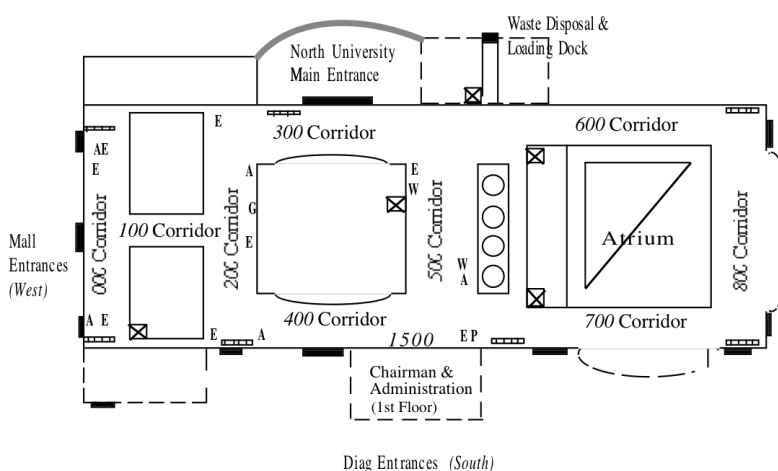 Waste Disposal &
Loading Dock
North University
Main Entrance
E
300 Corridor
600 Corridor
AE
E
A
E
W
G
E
000 Corridor
100 Corridor
200 Corridor
500 Corridor
W
A
Atrium
800 Corridor
Mall
Entrances
(West)
A E
E
A
400 Corridor
1500
E P
700 Corridor
Chairman &
Administration
(1st Floor)
Diag Entrances (South)